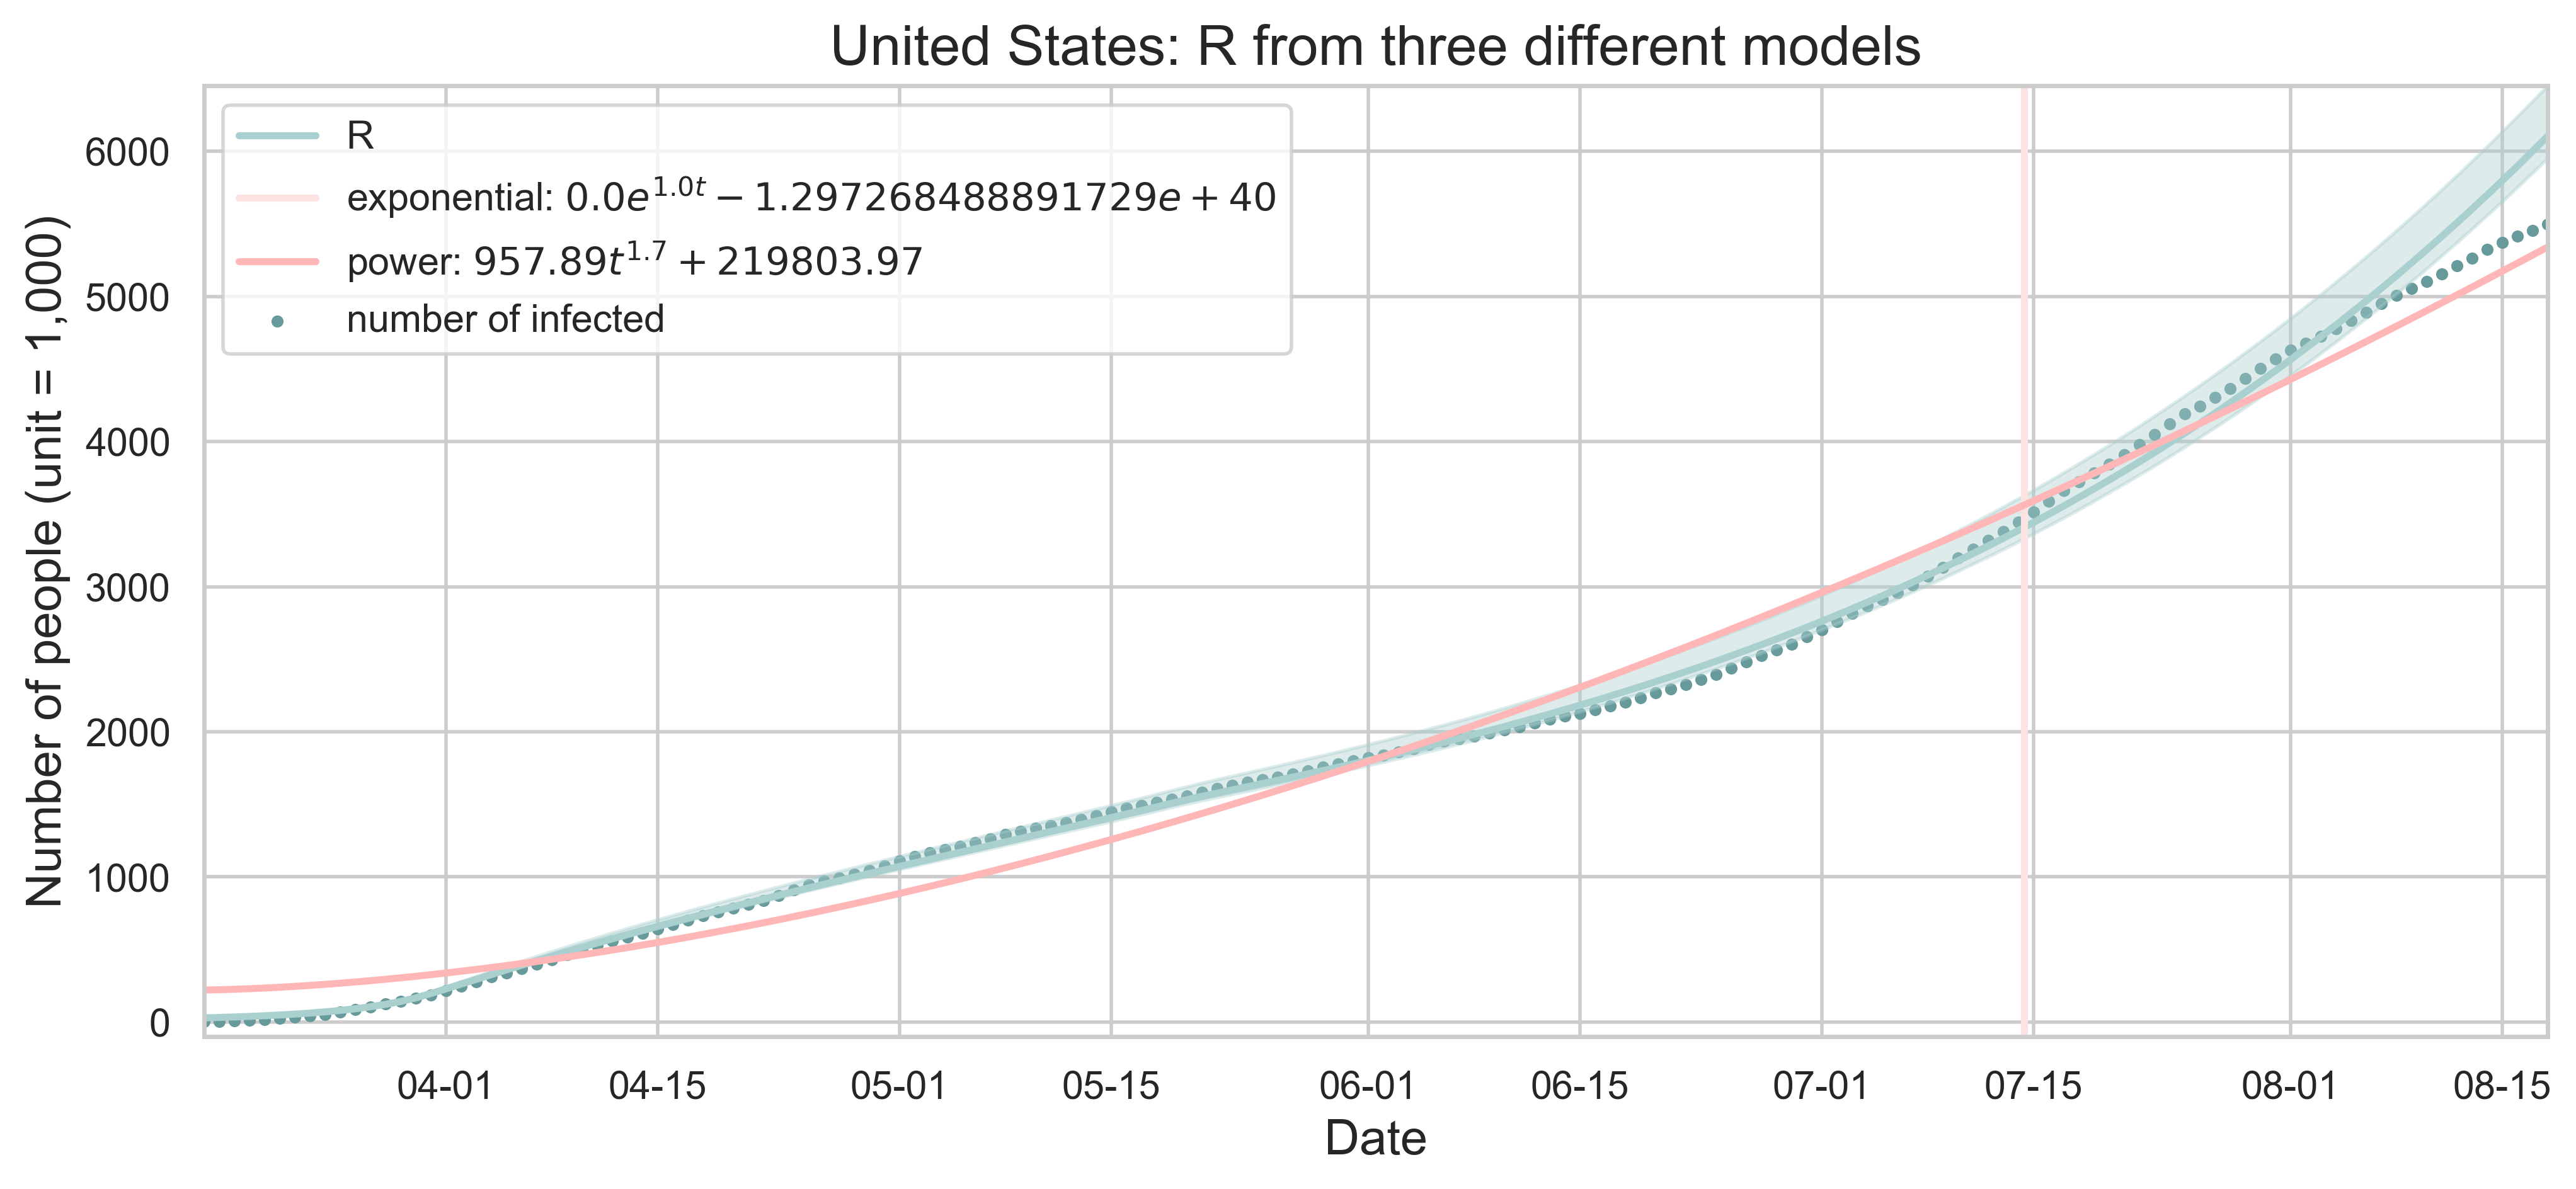 United States: R from three different models
Number of people (unit = 1,000)
6000
5000
4000
3000
2000
1000
0
R
exponential: 0.0e^{1.0t} − 1.297268488891729e + 40
power: 957.89t^{1.7} + 219803.97
number of infected
04-01 04-15 05-01 05-15 06-01 06-15 07-01 07-15 08-01 08-15
Date